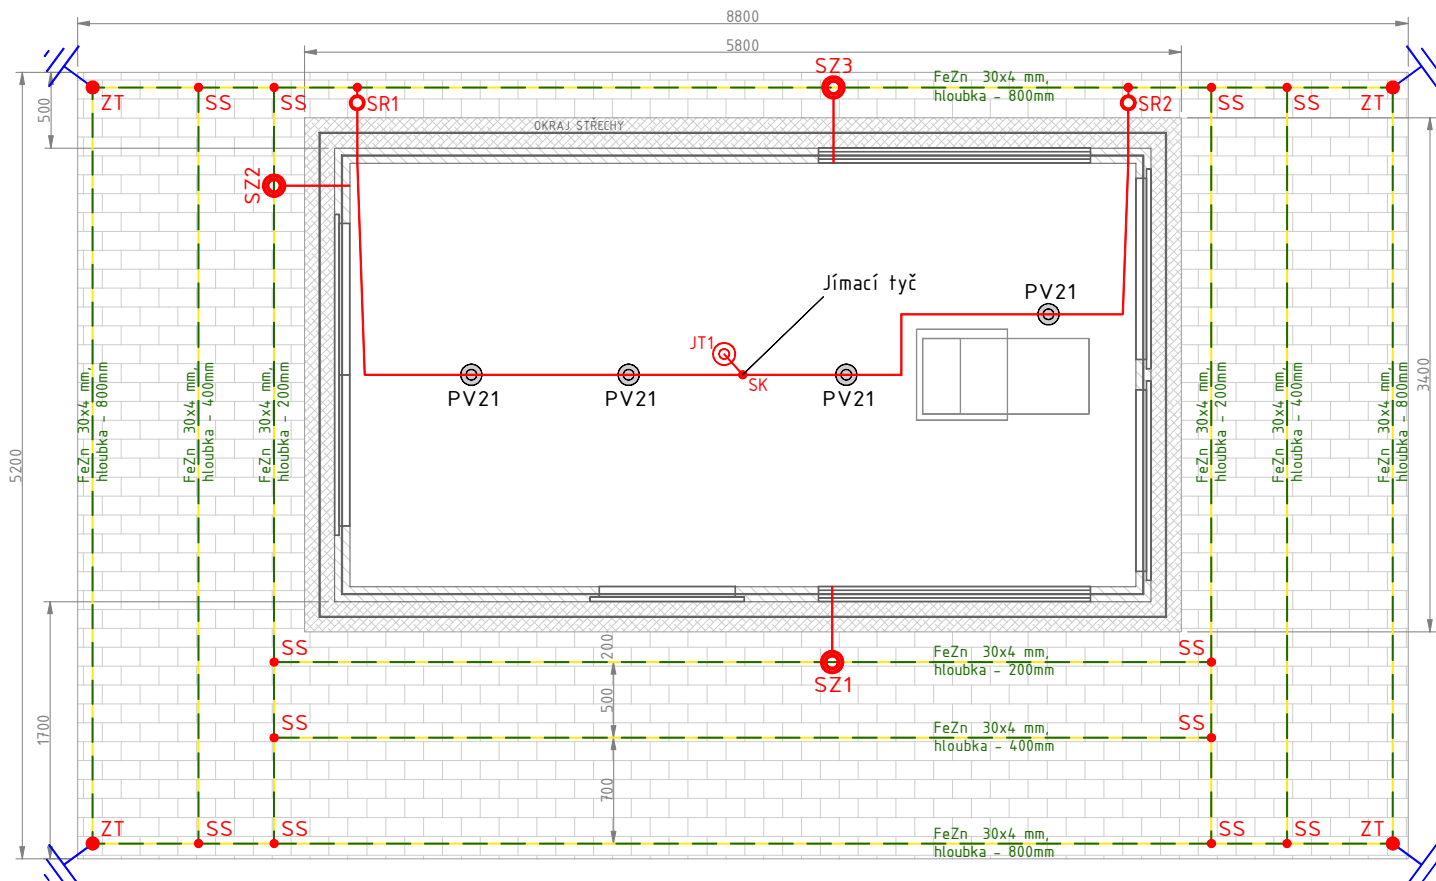 8800
5800
SZ3
FeZn 30x4 mm,
hloubka - 800mm
ZT
SS
SS
SR1
SR2
SS
SS
ZT
500
OKRAJ STŘECHY
SZ2
Jímací tyč
PV21
JT1
SK
PV21
PV21
PV21
3400
5200
FeZn 30x4 mm,
hloubka - 800mm
FeZn 30x4 mm,
hloubka - 400mm
FeZn 30x4 mm,
hloubka - 200mm
FeZn 30x4 mm,
hloubka - 200mm
FeZn 30x4 mm,
hloubka - 400mm
FeZn 30x4 mm,
hloubka - 800mm
SS
200
FeZn 30x4 mm,
hloubka - 200mm
SS
SZ1
500
1700
SS
FeZn 30x4 mm,
hloubka - 400mm
SS
700
ZT
SS
SS
FeZn 30x4 mm,
hloubka - 800mm
SS
SS
ZT